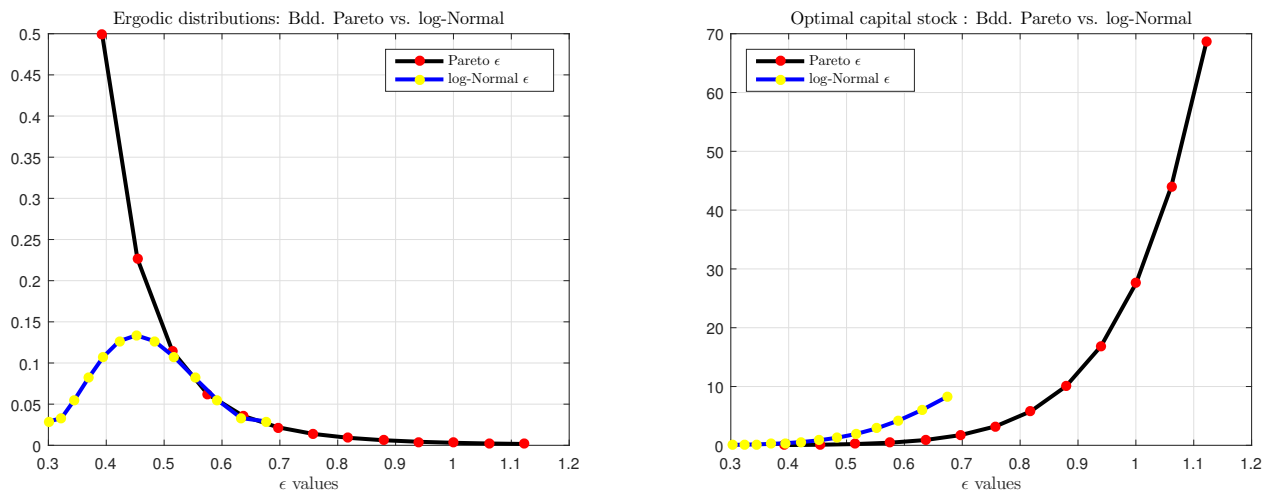 Ergodic distributions: Bdd. Pareto vs. log-Normal
0.5
0.45
0.4
0.35
0.3
0.25
0.2
0.15
0.1
0.05
0
Pareto ϵ
log-Normal ϵ
0.3 0.4 0.5 0.6 0.7 0.8 0.9 1 1.1 1.2
ϵ values
Optimal capital stock : Bdd. Pareto vs. log-Normal
70
60
50
40
30
20
10
0
Pareto ϵ
log-Normal ϵ
0.3 0.4 0.5 0.6 0.7 0.8 0.9 1 1.1 1.2
ϵ values